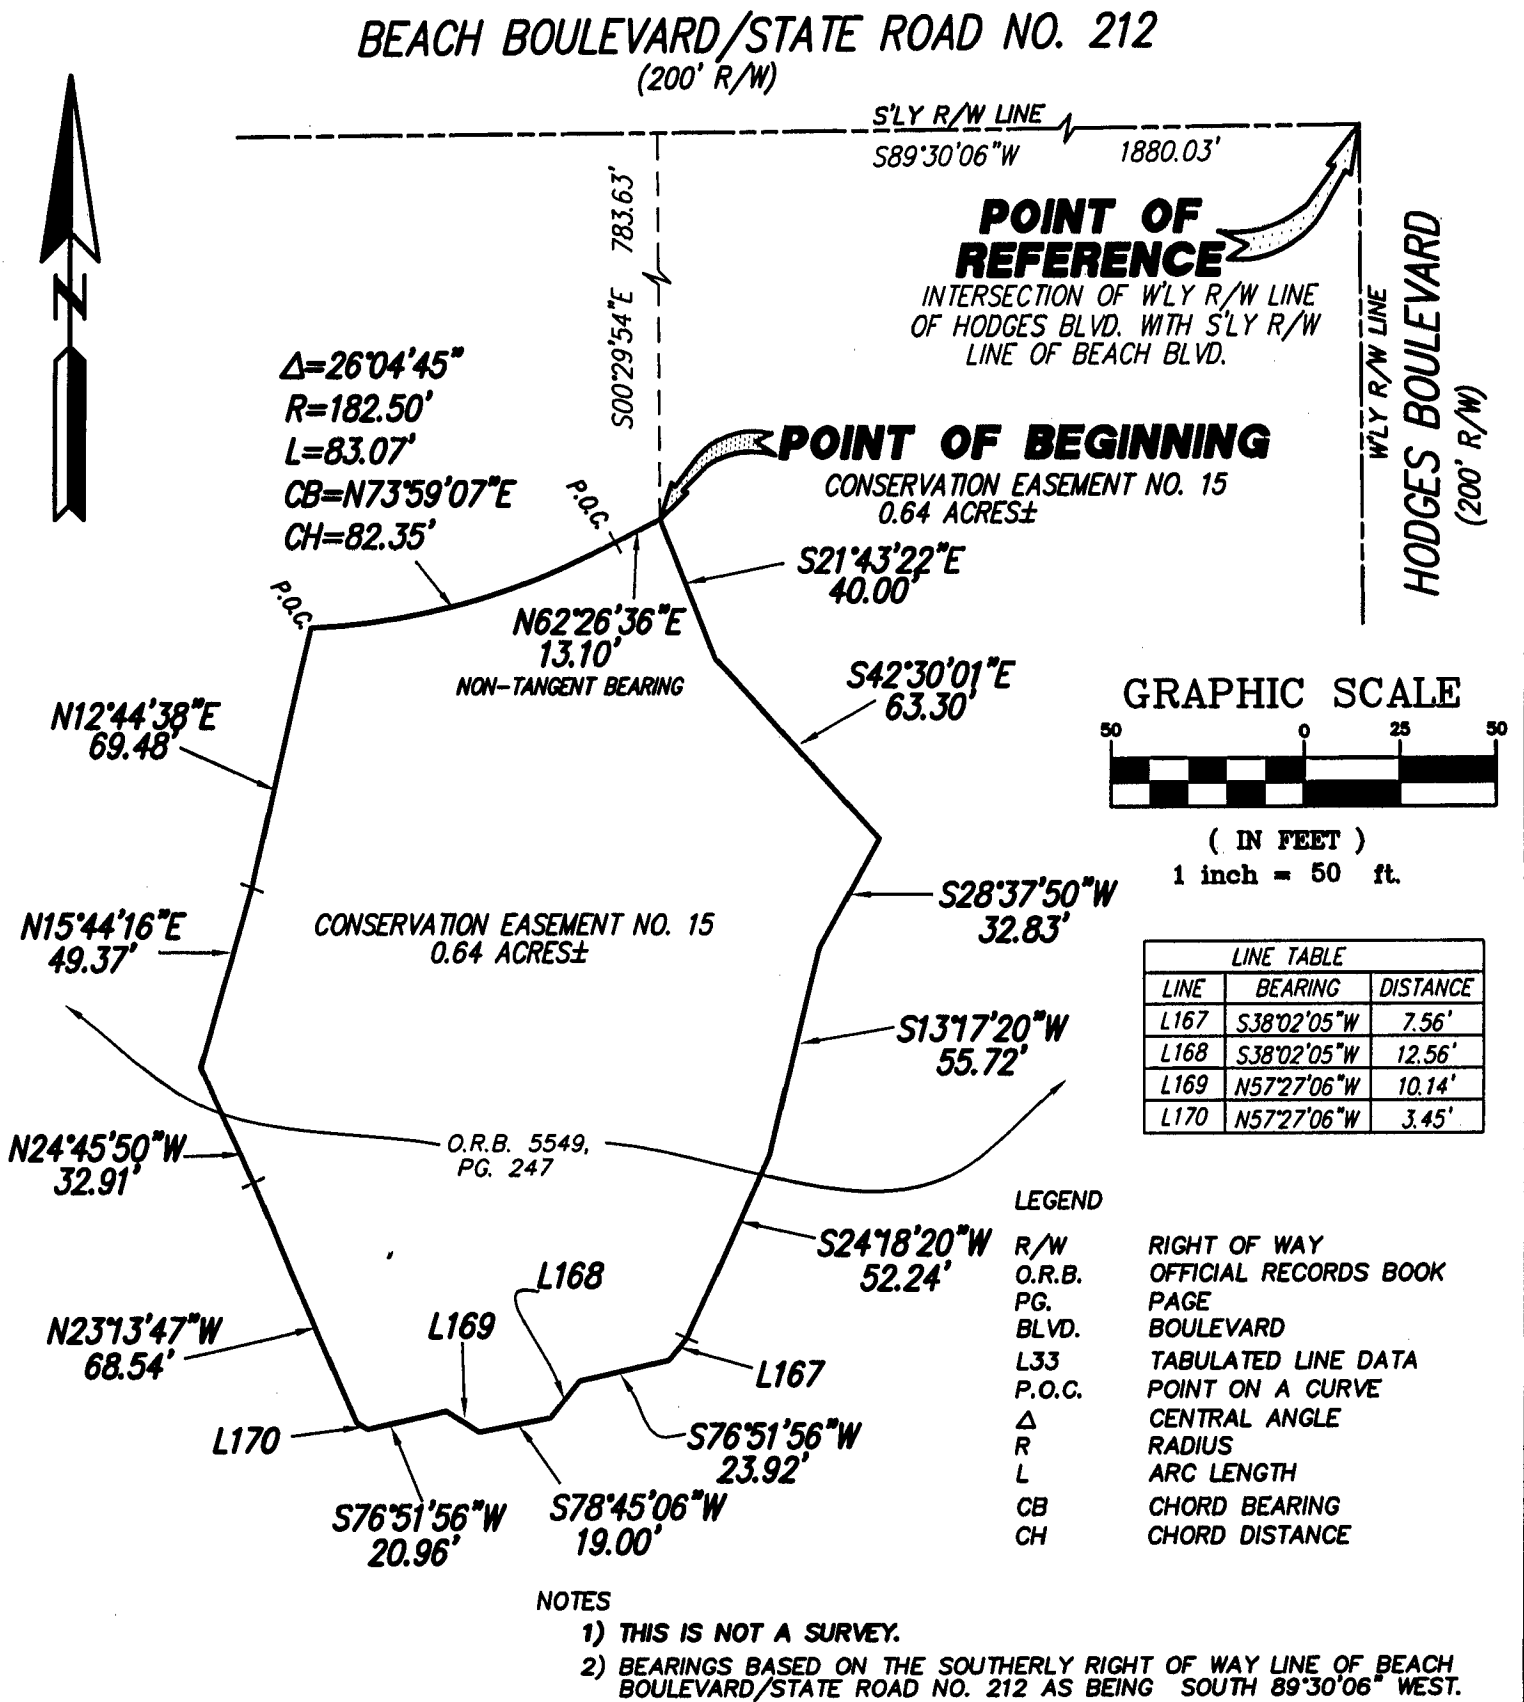 BEACH BOULEVARD/STATE ROAD NO. 212
(200' R/W)
S'LY R/W LINE
S89°30'06"W 1880.03'
S00°29'54"E 783.63'
POINT OF
REFERENCE
INTERSECTION OF W'LY R/W LINE
OF HODGES BLVD. WITH S'LY R/W
LINE OF BEACH BLVD.
W'LY R/W LINE
HODGES BOULEVARD
(200' R/W)
N
Δ=26°04'45"
R=182.50'
L=83.07'
CB=N73°59'07"E
CH=82.35'
P.O.C.
P.O.C.
POINT OF BEGINNING
CONSERVATION EASEMENT NO. 15
0.64 ACRES±
S21°43'22"E
40.00'
N62°26'36"E
13.10'
NON-TANGENT BEARING
S42°30'01"E
63.30'
N12°44'38"E
69.48'
GRAPHIC SCALE
50 0 25 50
( IN FEET )
1 inch = 50 ft.
S28°37'50"W
32.83'
N15°44'16"E
49.37'
CONSERVATION EASEMENT NO. 15
0.64 ACRES±
LINE TABLE
LINE BEARING DISTANCE
L167 S38°02'05"W 7.56'
L168 S38°02'05"W 12.56'
L169 N57°27'06"W 10.14'
L170 N57°27'06"W 3.45'
S13°17'20"W
55.72'
N24°45'50"W
32.91'
O.R.B. 5549,
PG. 247
S24°18'20"W
52.24'
L168
L169
N23°13'47"W
68.54'
L167
L170
S76°51'56"W
23.92'
S78°45'06"W
19.00'
S76°51'56"W
20.96'
LEGEND
R/W RIGHT OF WAY
O.R.B. OFFICIAL RECORDS BOOK
PG. PAGE
BLVD. BOULEVARD
L33 TABULATED LINE DATA
P.O.C. POINT ON A CURVE
Δ CENTRAL ANGLE
R RADIUS
L ARC LENGTH
CB CHORD BEARING
CH CHORD DISTANCE
NOTES
1) THIS IS NOT A SURVEY.
2) BEARINGS BASED ON THE SOUTHERLY RIGHT OF WAY LINE OF BEACH
BOULEVARD/STATE ROAD NO. 212 AS BEING SOUTH 89°30'06" WEST.